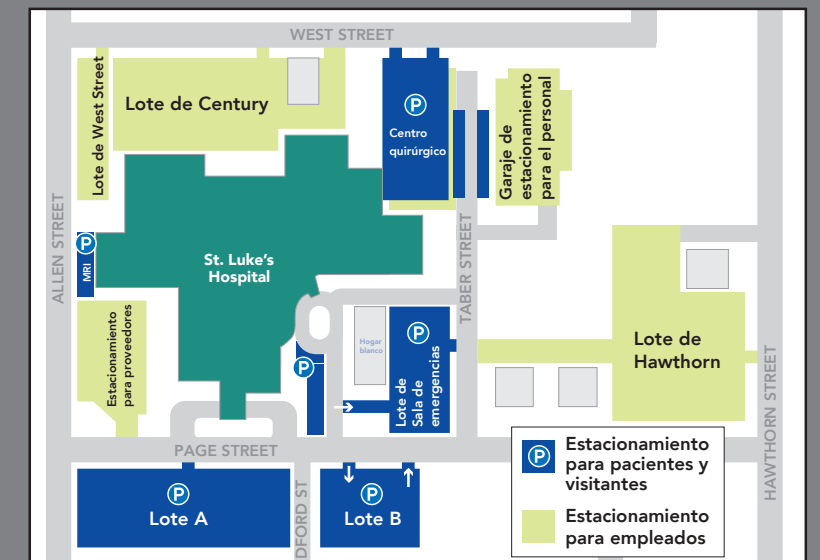 WEST STREET
Lote de West Street
Lote de Century
P
Centro
quirúrgico
Garaje de
estacionamiento
para el personal
ALLEN STREET
P
MRI
St. Luke's
Hospital
TABER STREET
Estacionamiento
para proveedores
P
Hogar
blanco
P
Lote de
Sala de
emergencias
Lote de
Hawthorn
HAWTHORN STREET
PAGE STREET
P
Lote A
DFORD ST
P
Lote B
P
Estacionamiento
para pacientes y
visitantes
Estacionamiento
para empleados